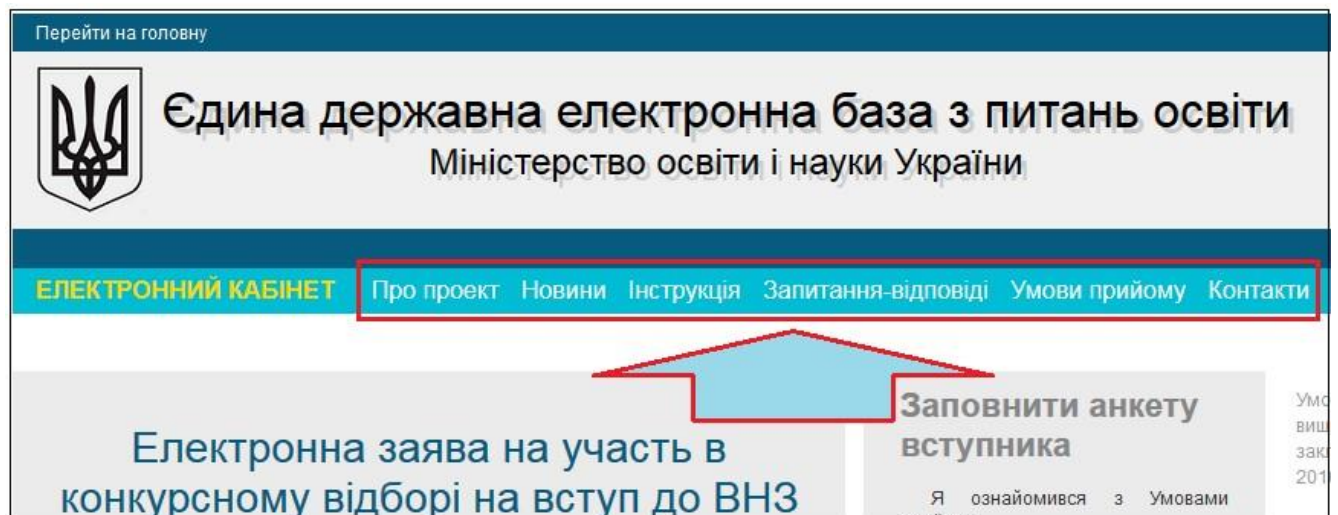 Перейти на головну
Єдина державна електронна база з питань освіти
Міністерство освіти і науки України
ЕЛЕКТРОННИЙ КАБІНЕТ Про проект Новини Інструкція Запитання-відповіді Умови прийому Контакти
Електронна заява на участь в
конкурсному відборі на вступ до ВНЗ
Заповнити анкету
вступника
Я ознайомився з Умовами